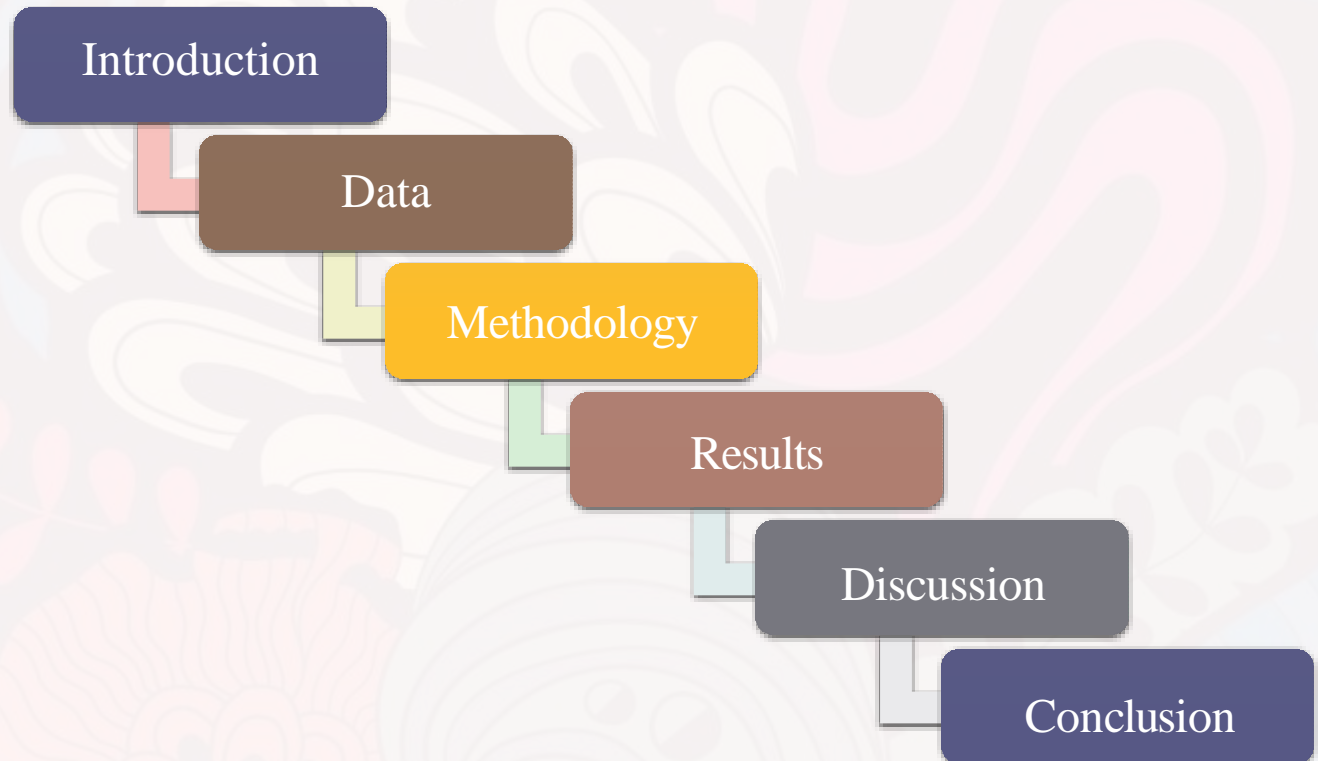 Introduction
Data
Methodology
Results
Discussion
Conclusion